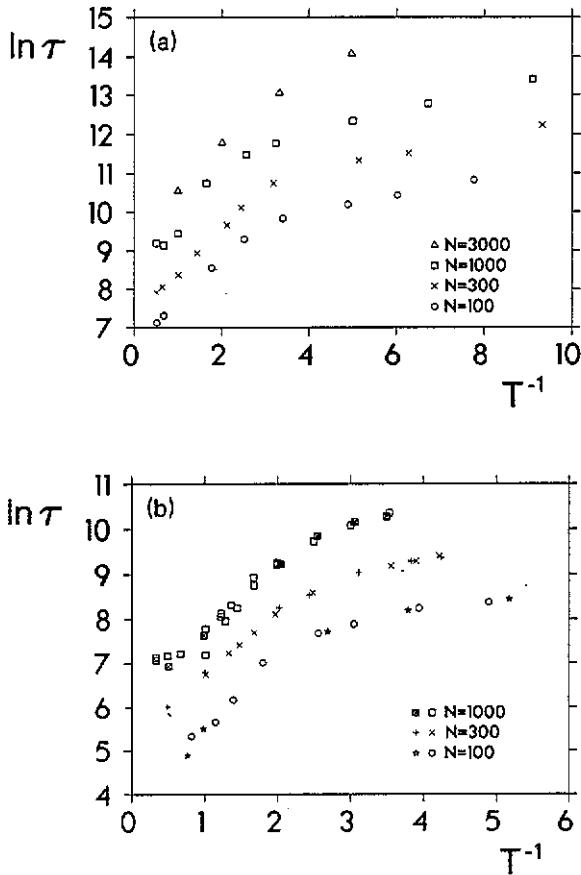 15
(a)
ln τ
14
13
12
11
10
9
8
7
△ N=3000
□ N=1000
× N=300
○ N=100
0 2 4 6 8 10
T⁻¹
11
(b)
ln τ
10
9
8
7
6
5
4
⊠ ○ N=1000
+ × N=300
★ ○ N=100
0 1 2 3 4 5 6
T⁻¹